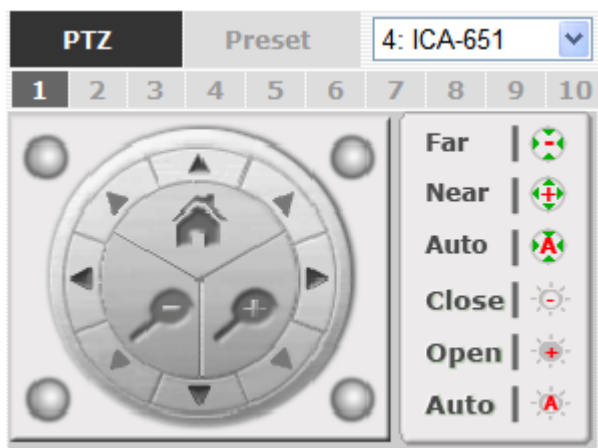 PTZ Preset 4: ICA-651
1 2 3 4 5 6 7 8 9 10
Far -
Near +
Auto A
Close -
Open +
Auto A
- +